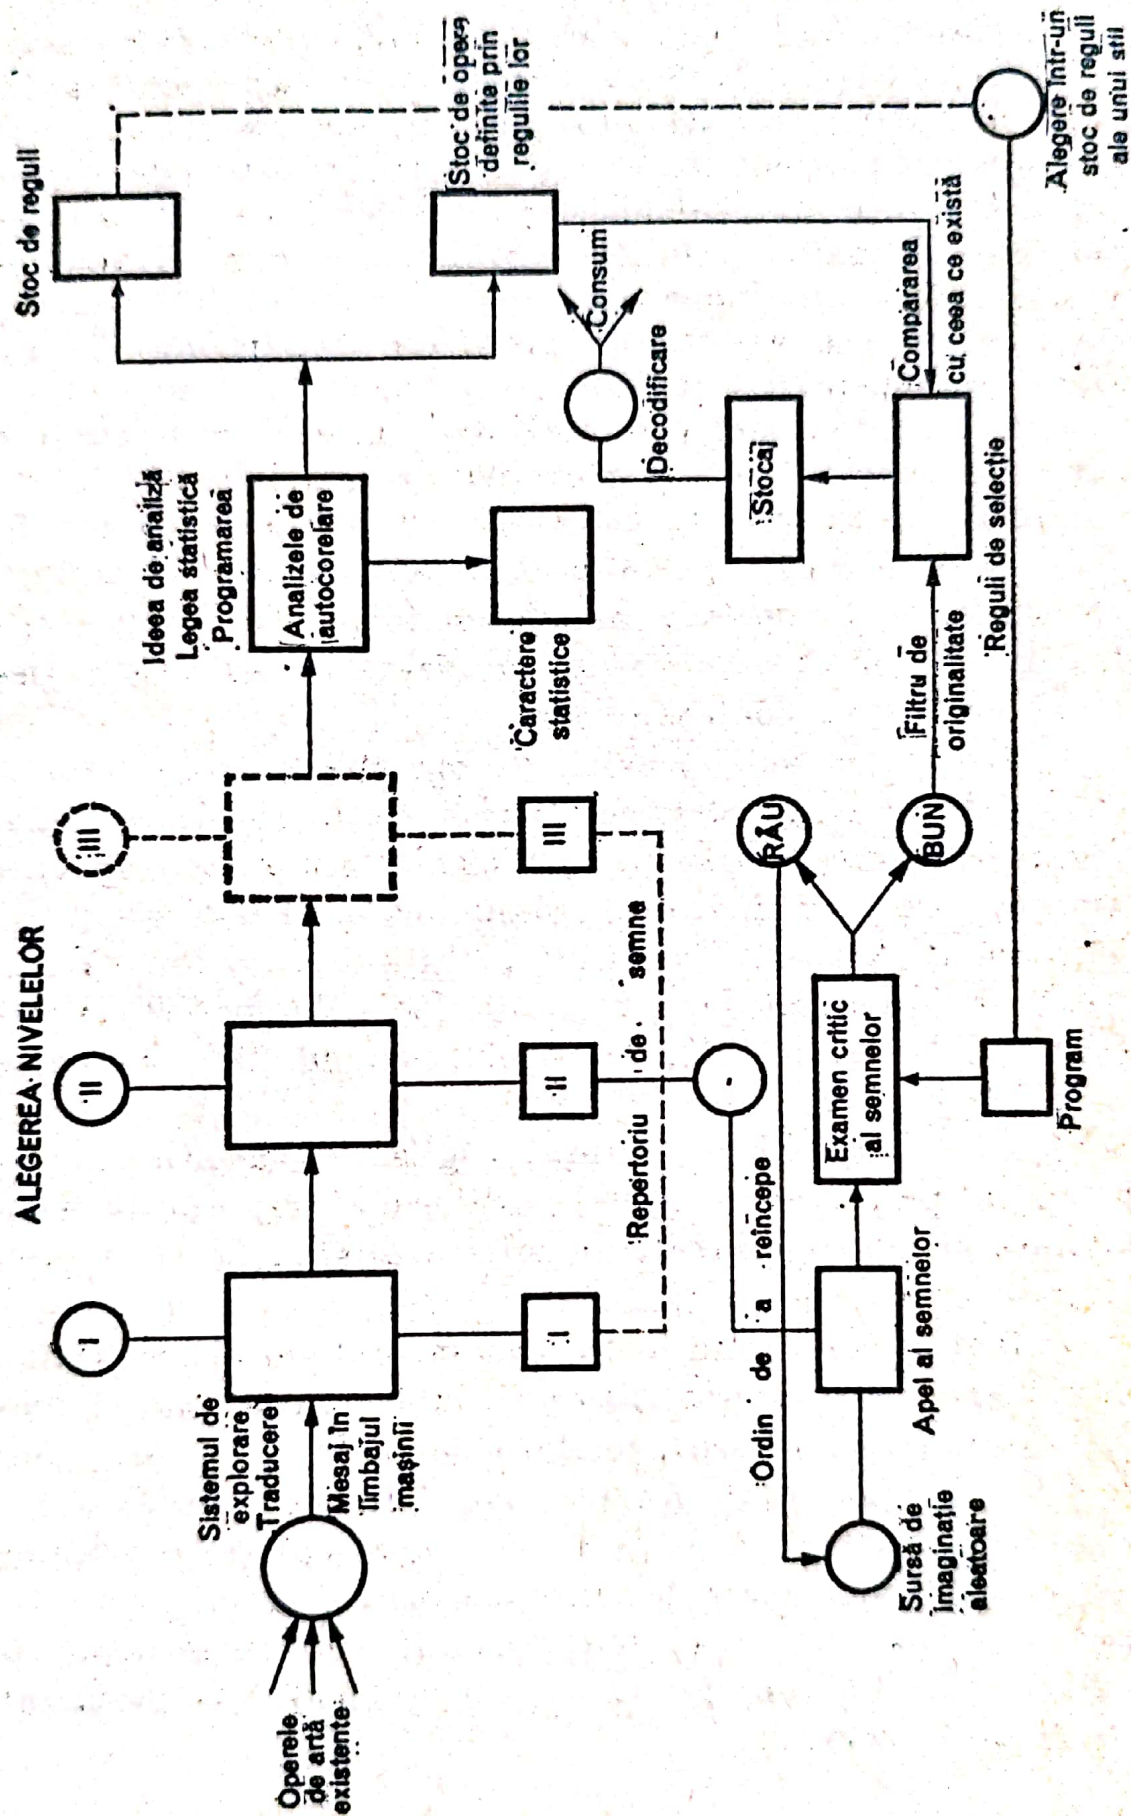 ALEGEREA NIVELELOR
I
II
III
Operele
de artă
existente
Sistemul de
explorare
Traducere
Mesaj în
limbajul
mașinii
Ideea de analiză
Legea statistică
Programarea
Analizele de
autocorelare
Stoc de reguli
Stoc de opere
definite prin
regulile lor
I
II
III
Caractere
statistice
Repertoriu de semne
Consum
Decodificare
Stocaj
Ordin de a reîncepe
RĂU
BUN
Sursă de
imaginație
aleatoare
Apel al semnelor
Examen critic
al semnelor
Filtru de
originalitate
Compararea
cu ceea ce există
Program
Reguli de selecție
Alegere într-un
stoc de reguli
ale unui stil